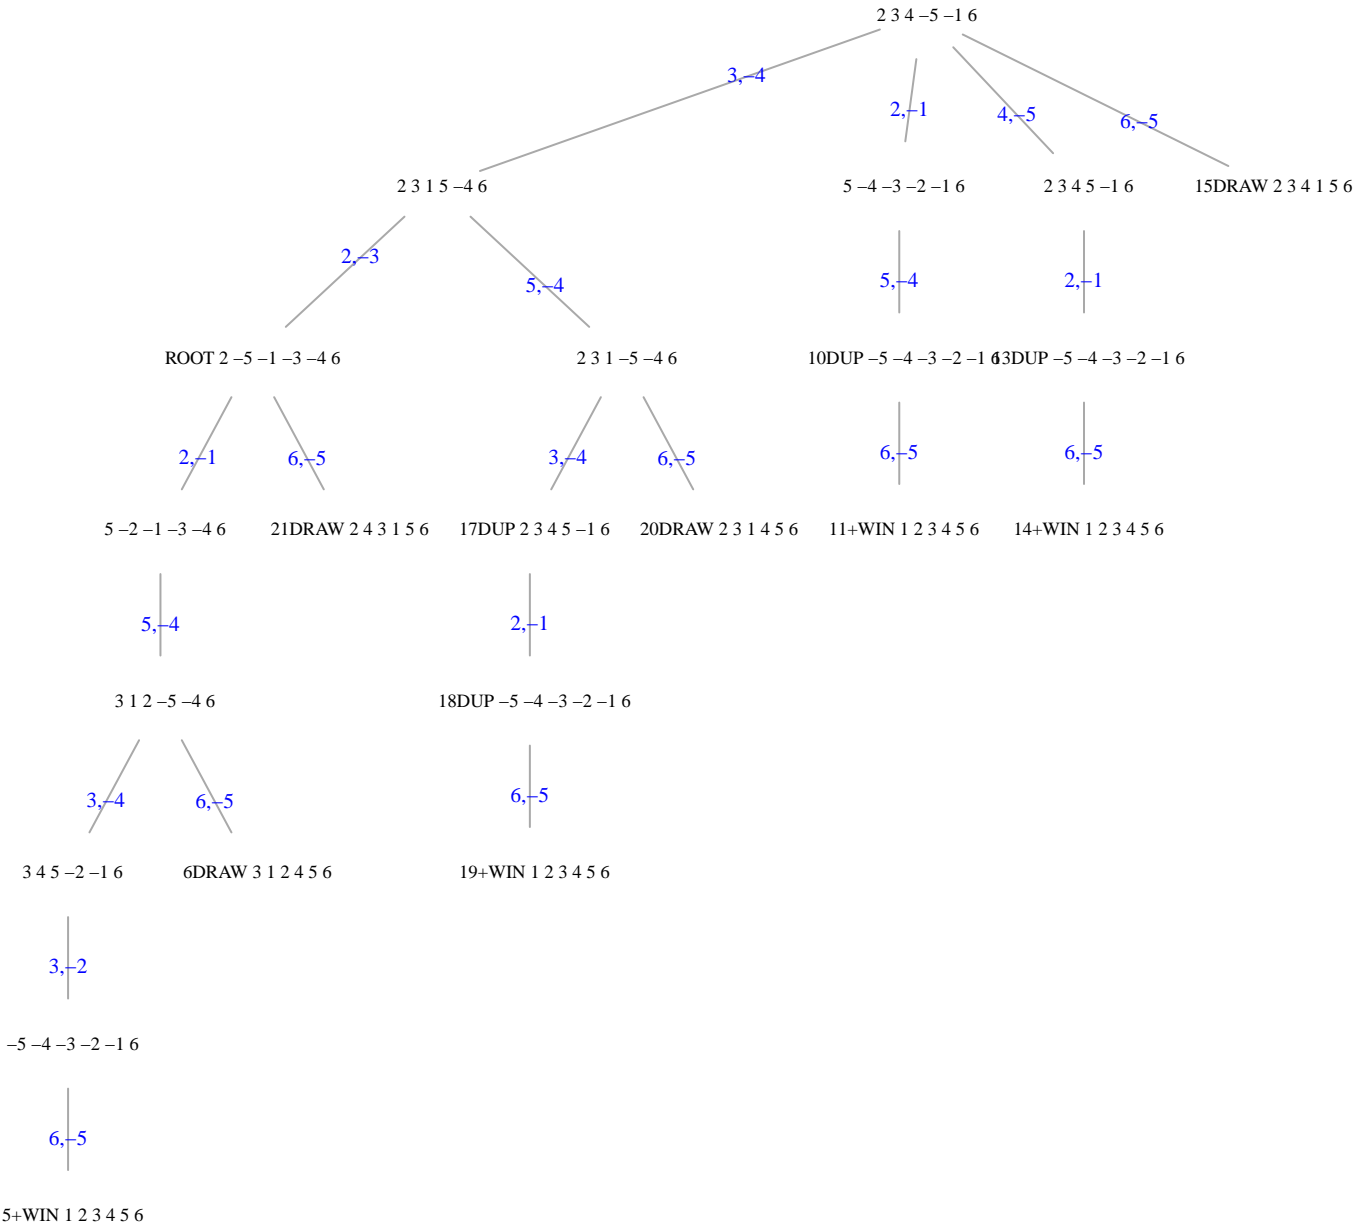 2 3 4 –5 –1 6
3,–4
2,–1
4,–5
6,–5
2 3 1 5 –4 6
5 –4 –3 –2 –1 6
2 3 4 5 –1 6
15DRAW 2 3 4 1 5 6
2,–3
5,–4
5,–4
2,–1
ROOT 2 –5 –1 –3 –4 6
2 3 1 –5 –4 6
10DUP –5 –4 –3 –2 –1 6
13DUP –5 –4 –3 –2 –1 6
2,–1
6,–5
3,–4
6,–5
6,–5
6,–5
5 –2 –1 –3 –4 6
21DRAW 2 4 3 1 5 6
17DUP 2 3 4 5 –1 6
20DRAW 2 3 1 4 5 6
11+WIN 1 2 3 4 5 6
14+WIN 1 2 3 4 5 6
5,–4
2,–1
3 1 2 –5 –4 6
18DUP –5 –4 –3 –2 –1 6
3,–4
6,–5
6,–5
3 4 5 –2 –1 6
6DRAW 3 1 2 4 5 6
19+WIN 1 2 3 4 5 6
3,–2
–5 –4 –3 –2 –1 6
6,–5
5+WIN 1 2 3 4 5 6